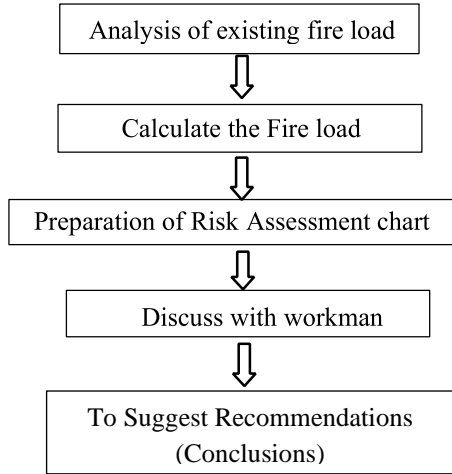 Analysis of existing fire load
Calculate the Fire load
Preparation of Risk Assessment chart
Discuss with workman
To Suggest Recommendations
(Conclusions)